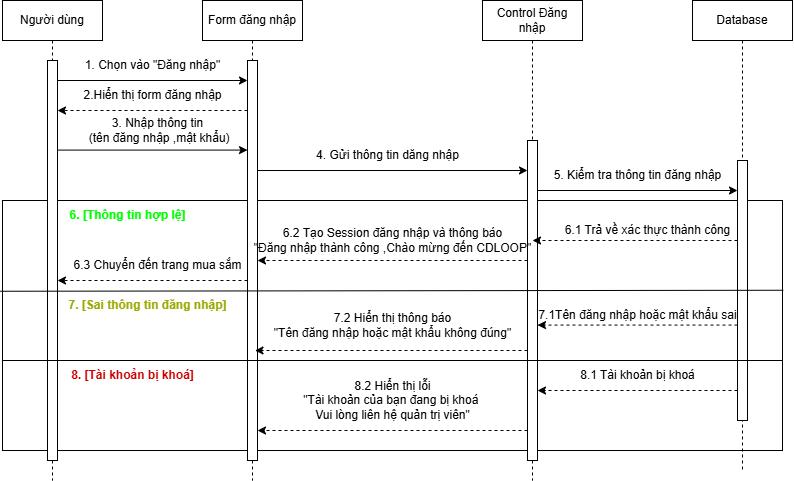 Người dùng
Form đăng nhập
Control Đăng
nhập
Database
1. Chọn vảo "Đăng nhập"
2.Hiển thị form đăng nhập
3. Nhập thông tin
(tên đăng nhập ,mật khẩu)
4. Gửi thông tin dăng nhập
5. Kiểm tra thông tin đăng nhập
6. [Thông tin hợp lệ]
6.1 Trả về xác thực thành công
6.2 Tạo Session đăng nhập và thông báo
"Đăng nhập thành công ,Chào mừng đến CDLOOP"
6.3 Chuyển đến trang mua sắm
7. [Sai thông tin đăng nhập]
7.1Tên đăng nhập hoặc mật khẩu sai
7.2 Hiển thị thông báo
"Tên đăng nhập hoặc mật khẩu không đúng"
8. [Tài khoản bị khoá]
8.1 Tài khoản bị khoá
8.2 Hiển thị lỗi
"Tài khoản của bạn đang bị khoá
Vui lòng liên hệ quản trị viên"